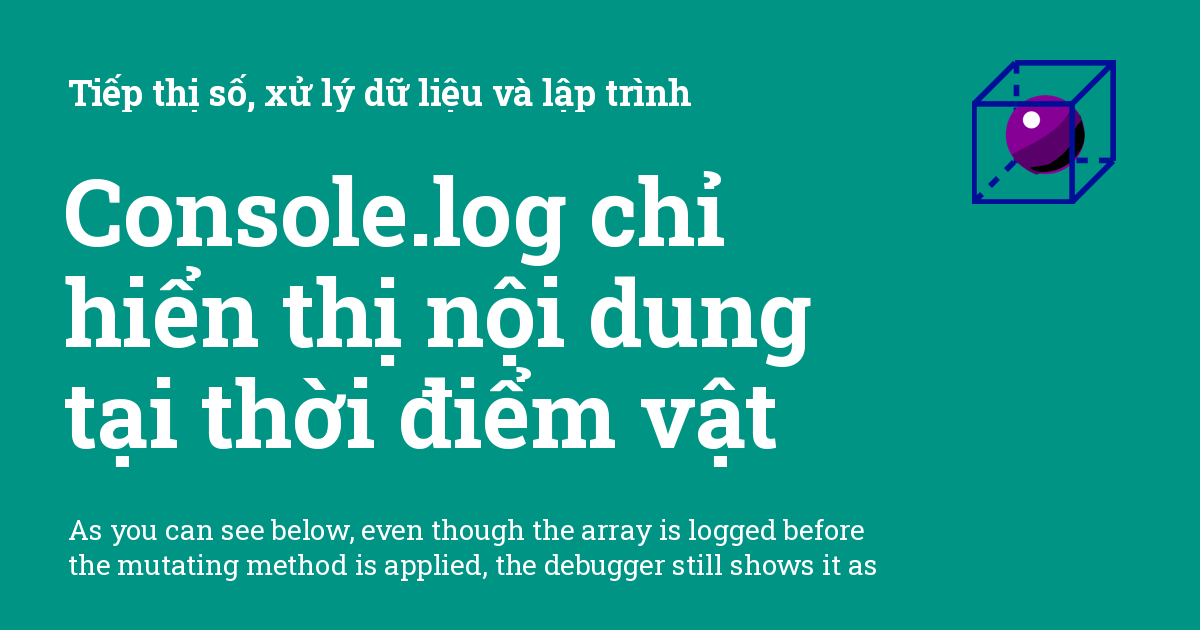 Tiếp thị số, xử lý dữ liệu và lập trình
Console.log chỉ
hiển thị nội dung
tại thời điểm vật
As you can see below, even though the array is logged before
the mutating method is applied, the debugger still shows it as